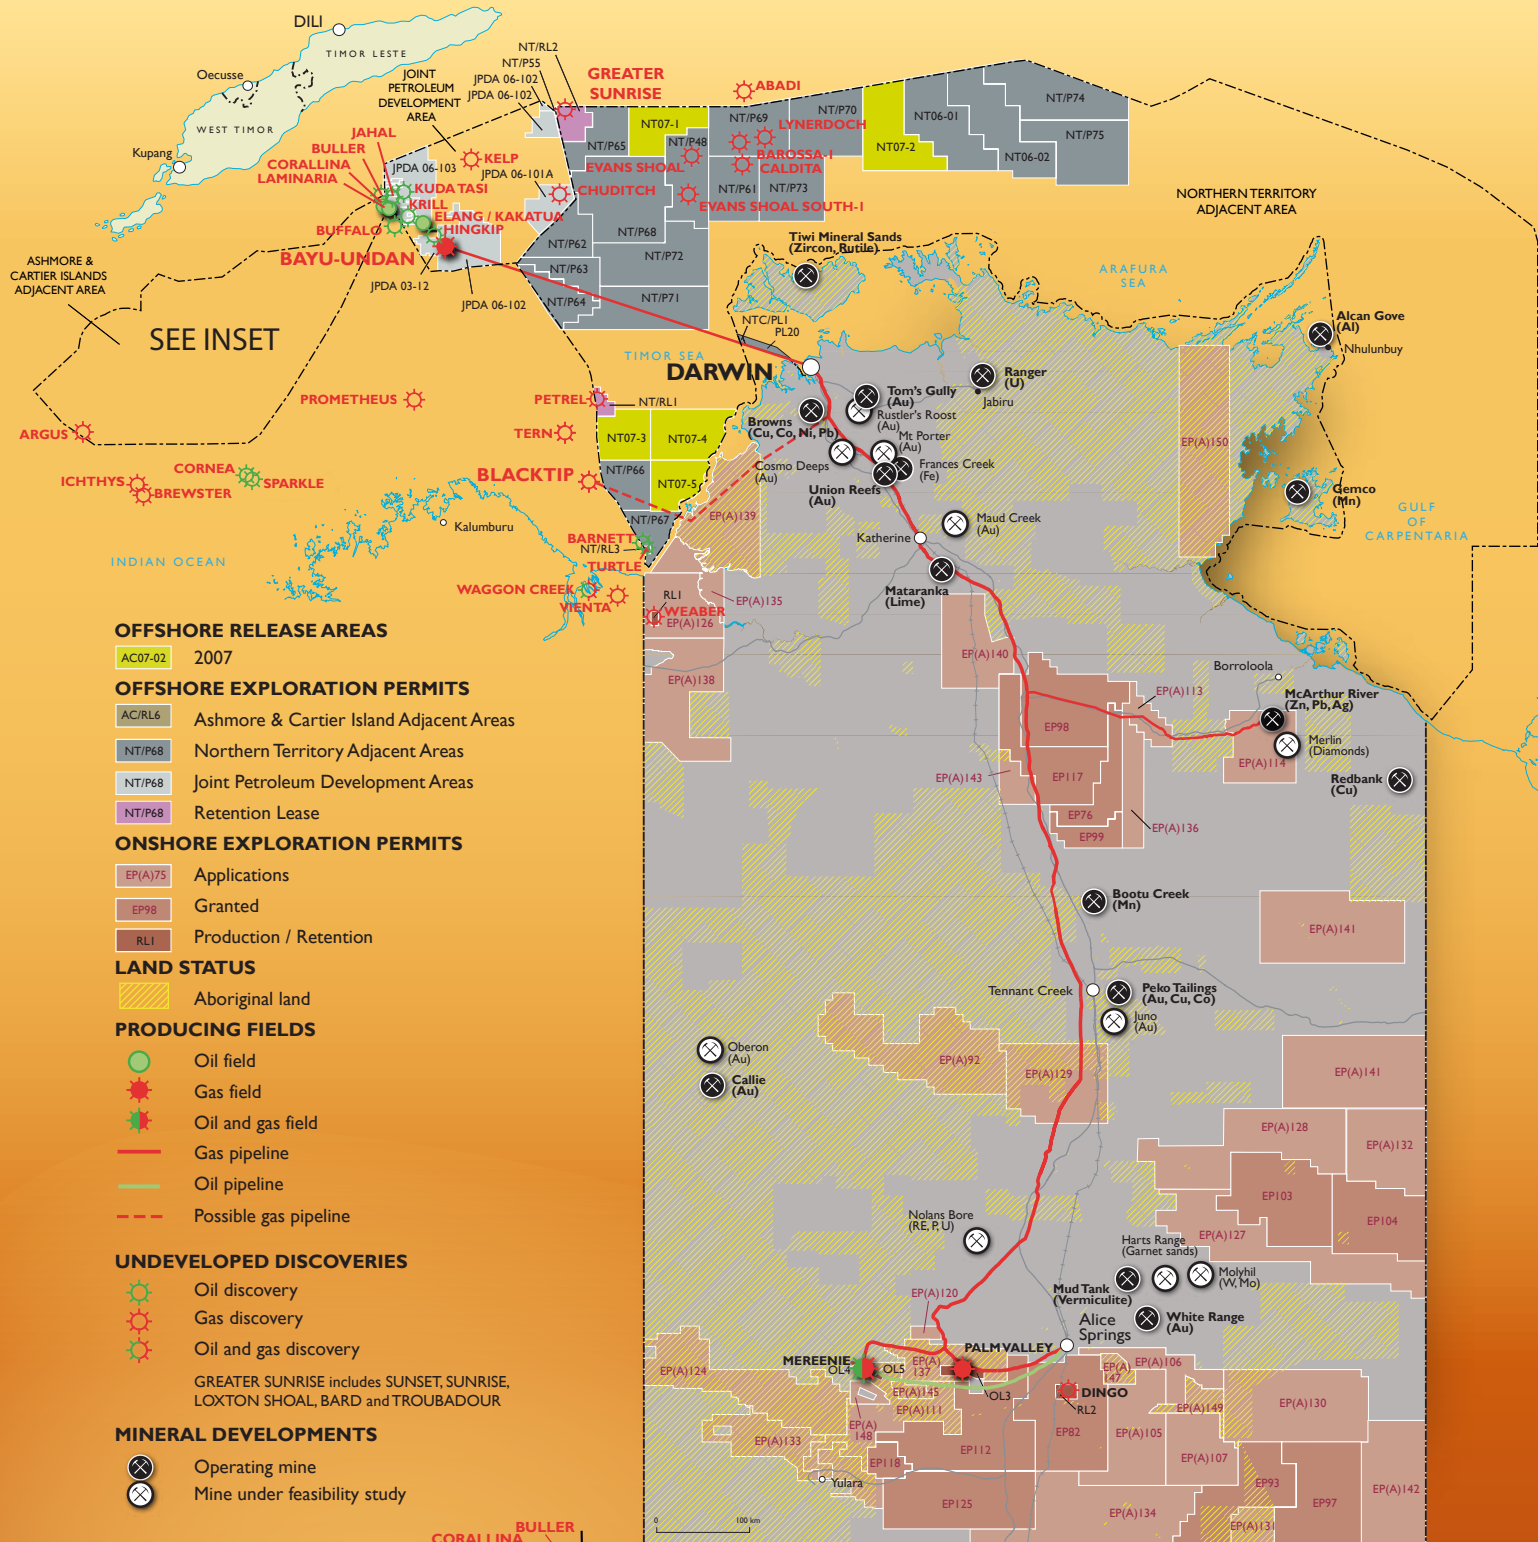 DILI
TIMOR LESTE
Oecusse
WEST TIMOR
Kupang
JOINT
PETROLEUM
DEVELOPMENT
AREA
NT/RL2
NT/P55
JPDA 06-102
JPDA 06-102
GREATER
SUNRISE
ABADI
NT/P65
NT07-1
NT/P48
NT/P69
NT/P70
LYNERDOCH
NT07-2
NT06-01
NT/P74
NT/P75
NT06-02
JAHAL
BULLER
CORALLINA
LAMINARIA
JPDA 06-103
KELP
JPDA 06-101A
EVANS SHOAL
BAROSSA-1
CALDITA
KUDA TASI
KRILL
CHUDITCH
NT/P61
NT/P73
EVANS SHOAL SOUTH-1
ELANG / KAKATUA
HINGKIP
BUFFALO
BAYU-UNDAN
NT/P62
NT/P68
NT/P72
NT/P63
NT/P64
NT/P71
JPDA 03-12
JPDA 06-102
NORTHERN TERRITORY
ADJACENT AREA
ASHMORE &
CARTIER ISLANDS
ADJACENT AREA
SEE INSET
Tiwi Mineral Sands
(Zircon, Rutile)
ARAFURA
SEA
Alcan Gove
(Al)
Nhulunbuy
NTC/PL1
PL20
TIMOR SEA
DARWIN
Ranger
(U)
Jabiru
Tom's Gully
(Au)
Rustler's Roost
(Au)
Browns
(Cu, Co, Ni, Pb)
Mt Porter
(Au)
Cosmo Deeps
(Au)
Frances Creek
(Fe)
Union Reefs
(Au)
Maud Creek
(Au)
Katherine
Mataranka
(Lime)
EP(A)150
Gemco
(Mn)
GULF
OF
CARPENTARIA
PROMETHEUS
ARGUS
PETREL
NT/RL1
TERN
NT07-3
NT07-4
BLACKTIP
NT/P66
NT07-5
NT/P67
EP(A)139
CORNEA
SPARKLE
ICHTHYS
BREWSTER
Kalumburu
INDIAN OCEAN
BARNETT
NT/RL3
TURTLE
WAGGON CREEK
VIENTA
RL1
WEABER
EP(A)126
EP(A)135
EP(A)138
EP(A)140
Borroloola
EP(A)113
McArthur River
(Zn, Pb, Ag)
Merlin
(Diamonds)
EP(A)114
Redbank
(Cu)
EP98
EP(A)143
EP117
EP76
EP99
EP(A)136
OFFSHORE RELEASE AREAS
AC07-02
2007
OFFSHORE EXPLORATION PERMITS
AC/RL6
Ashmore & Cartier Island Adjacent Areas
NT/P68
Northern Territory Adjacent Areas
NT/P68
Joint Petroleum Development Areas
NT/P68
Retention Lease
ONSHORE EXPLORATION PERMITS
EP(A)75
Applications
EP98
Granted
RL1
Production / Retention
LAND STATUS
Aboriginal land
PRODUCING FIELDS
Oil field
Gas field
Oil and gas field
Gas pipeline
Oil pipeline
Possible gas pipeline
UNDEVELOPED DISCOVERIES
Oil discovery
Gas discovery
Oil and gas discovery
GREATER SUNRISE includes SUNSET, SUNRISE,
LOXTON SHOAL, BARD and TROUBADOUR
MINERAL DEVELOPMENTS
Operating mine
Mine under feasibility study
BULLER
CORALLINA
Bootu Creek
(Mn)
EP(A)141
Tennant Creek
Peko Tailings
(Au, Cu, Co)
Juno
(Au)
Oberon
(Au)
Callie
(Au)
EP(A)92
EP(A)129
EP(A)141
EP(A)128
EP(A)132
EP103
EP104
EP(A)127
Nolans Bore
(RE, P, U)
Harts Range
(Garnet sands)
Molyhil
(W, Mo)
Mud Tank
(Vermiculite)
White Range
(Au)
Alice
Springs
EP(A)120
PALM VALLEY
MEREENIE
OL4
OL5
EP(A)
137
EP(A)124
EP(A)145
OL3
EP(A)111
EP(A)
148
EP(A)
147
EP(A)106
DINGO
RL2
EP(A)149
EP(A)130
EP(A)133
EP112
EP82
EP(A)105
EP(A)107
EP118
Yulara
EP125
EP93
EP97
EP(A)142
EP(A)134
EP(A)131
0
100 km